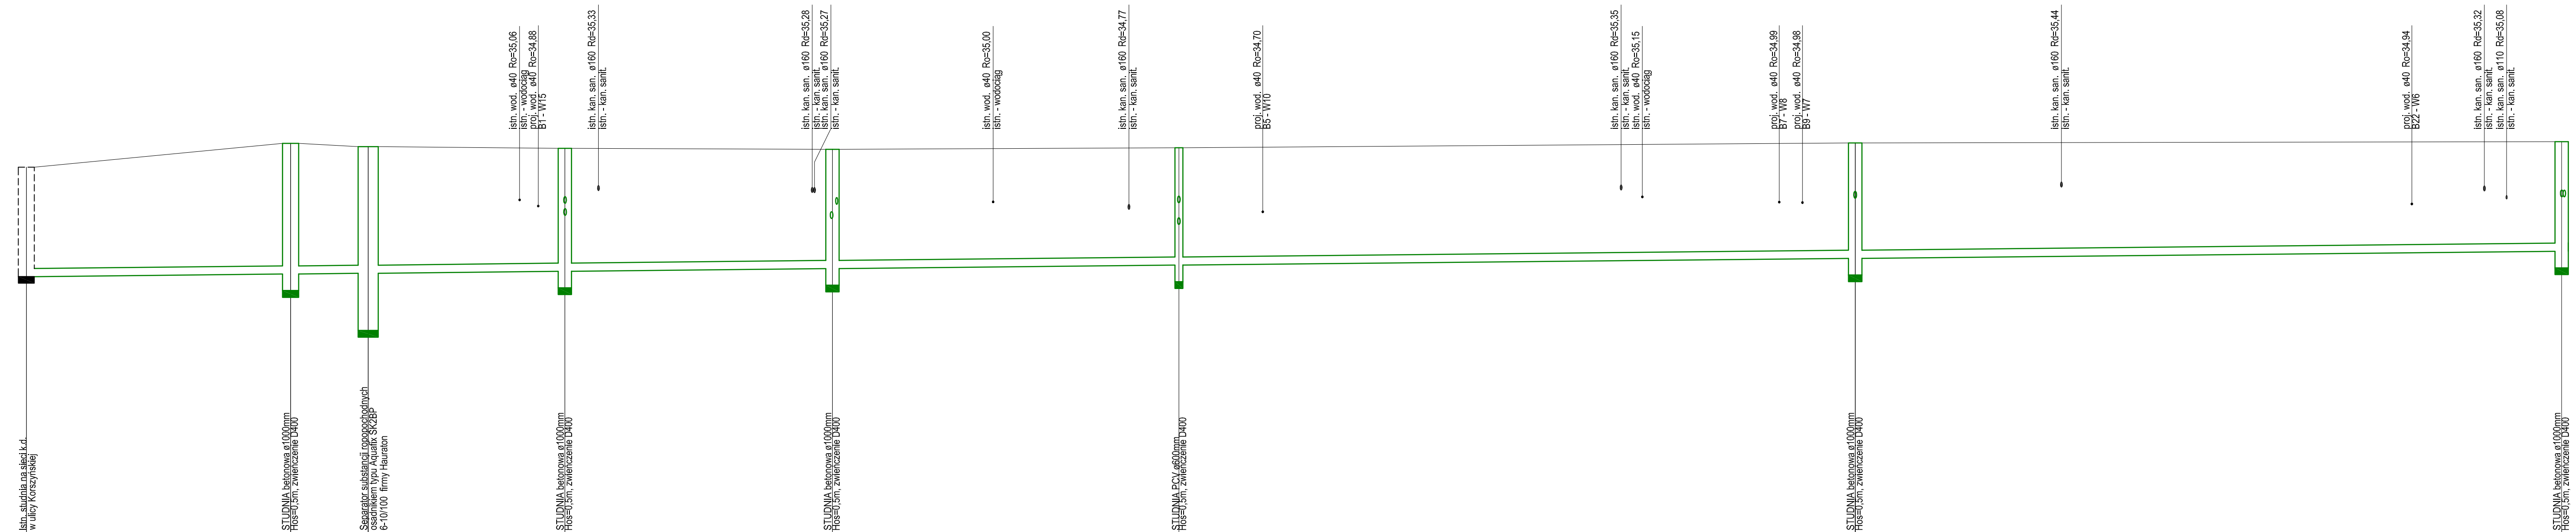 istn. wod.  ø40  Ro=35,06
istn. - wodociąg
proj. wod.  ø40  Ro=34,88
B1 - W15
istn. kan. san.  ø160  Rd=35,33
istn. - kan. sanit.
istn. kan. san.  ø160  Rd=35,28
istn. - kan. sanit.
istn. kan. san.  ø160  Rd=35,27
istn. - kan. sanit.
istn. wod.  ø40  Ro=35,00
istn. - wodociąg
istn. kan. san.  ø160  Rd=34,77
istn. - kan. sanit.
proj. wod.  ø40  Ro=34,70
B5 - W10
istn. kan. san.  ø160  Rd=35,35
istn. - kan. sanit.
istn. wod.  ø40  Ro=35,15
istn. - wodociąg
proj. wod.  ø40  Ro=34,99
B7 - W8
proj. wod.  ø40  Ro=34,98
B9 - W7
istn. kan. san.  ø160  Rd=35,44
istn. - kan. sanit.
proj. wod.  ø40  Ro=34,94
B22 - W6
istn. kan. san.  ø160  Rd=35,32
istn. - kan. sanit.
istn. kan. san.  ø110  Rd=35,08
istn. - kan. sanit.
Istn. studnia na sieci k.d.
w ulicy Korszyńskiej
STUDNIA betonowa ø1000mm
Hos=0,5m, zwieńczenie D400
Separator substancji ropopochodnych
osadnikiem typu Aquafix SK2BP
6-10/100  firmy Hauraton
STUDNIA betonowa ø1000mm
Hos=0,5m, zwieńczenie D400
STUDNIA betonowa ø1000mm
Hos=0,5m, zwieńczenie D400
STUDNIA PCV ø600mm
Hos=0,5m, zwieńczenie D400
STUDNIA betonowa ø1000mm
Hos=0,5m, zwieńczenie D400
STUDNIA betonowa ø1000mm
Hos=0,5m, zwieńczenie D400